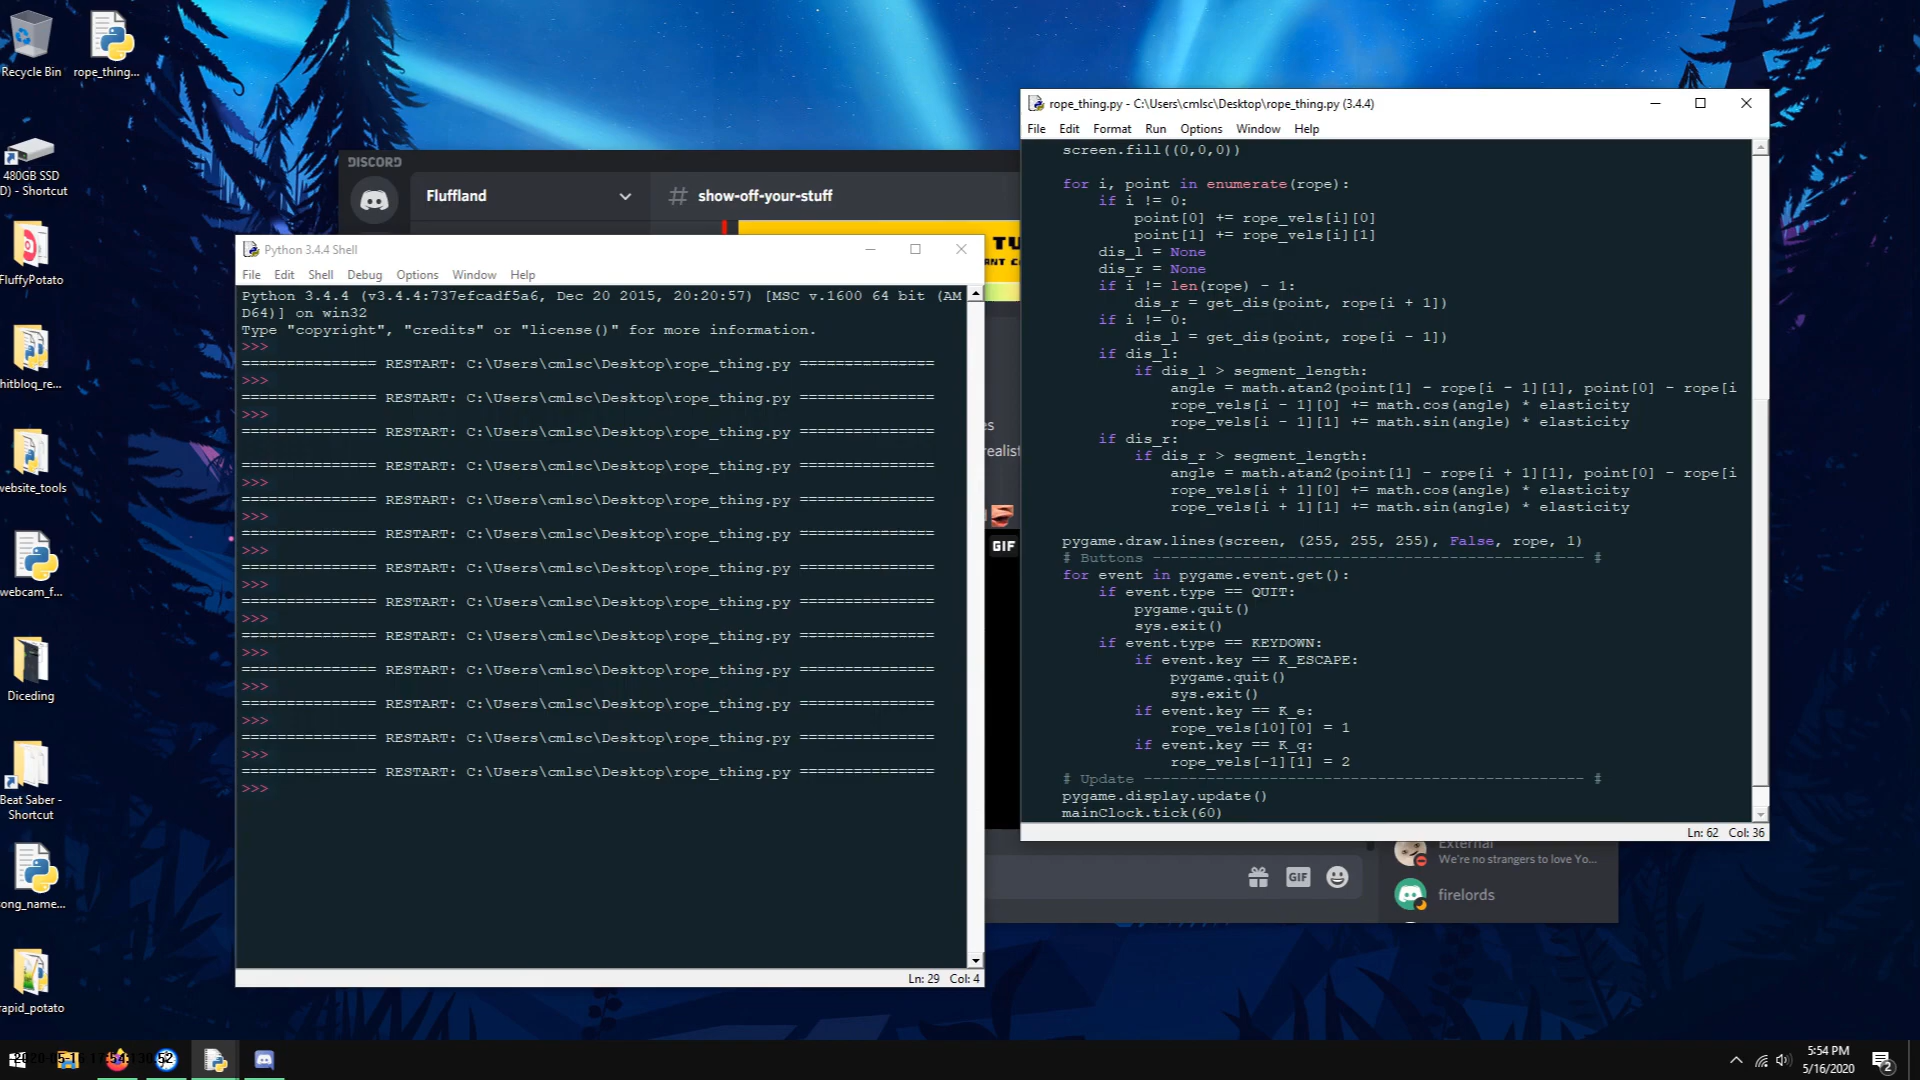 Recycle Bin
rope_thing...
480GB SSD
D) - Shortcut
FluffyPotato
hitbloq_re...
website_tools
webcam_f...
Diceding
Beat Saber -
Shortcut
song_name...
rapid_potato
DISCORD
Fluffland
# show-off-your-stuff
Python 3.4.4 Shell
File Edit Shell Debug Options Window Help
Python 3.4.4 (v3.4.4:737efcadf5a6, Dec 20 2015, 20:20:57) [MSC v.1600 64 bit (AM
D64)] on win32
Type "copyright", "credits" or "license()" for more information.
>>>
=============== RESTART: C:\Users\cmlsc\Desktop\rope_thing.py ===============
>>>
=============== RESTART: C:\Users\cmlsc\Desktop\rope_thing.py ===============
>>>
=============== RESTART: C:\Users\cmlsc\Desktop\rope_thing.py ===============
=============== RESTART: C:\Users\cmlsc\Desktop\rope_thing.py ===============
>>>
=============== RESTART: C:\Users\cmlsc\Desktop\rope_thing.py ===============
>>>
=============== RESTART: C:\Users\cmlsc\Desktop\rope_thing.py ===============
>>>
=============== RESTART: C:\Users\cmlsc\Desktop\rope_thing.py ===============
>>>
=============== RESTART: C:\Users\cmlsc\Desktop\rope_thing.py ===============
>>>
=============== RESTART: C:\Users\cmlsc\Desktop\rope_thing.py ===============
>>>
=============== RESTART: C:\Users\cmlsc\Desktop\rope_thing.py ===============
>>>
=============== RESTART: C:\Users\cmlsc\Desktop\rope_thing.py ===============
>>>
=============== RESTART: C:\Users\cmlsc\Desktop\rope_thing.py ===============
>>>
=============== RESTART: C:\Users\cmlsc\Desktop\rope_thing.py ===============
>>>
Ln: 29 Col: 4
TU
ANT C
es
realist
GIF
rope_thing.py - C:\Users\cmlsc\Desktop\rope_thing.py (3.4.4)
File Edit Format Run Options Window Help
screen.fill((0,0,0))
for i, point in enumerate(rope):
if i != 0:
point[0] += rope_vels[i][0]
point[1] += rope_vels[i][1]
dis_l = None
dis_r = None
if i != len(rope) - 1:
dis_r = get_dis(point, rope[i + 1])
if i != 0:
dis_l = get_dis(point, rope[i - 1])
if dis_l:
if dis_l > segment_length:
angle = math.atan2(point[1] - rope[i - 1][1], point[0] - rope[i
rope_vels[i - 1][0] += math.cos(angle) * elasticity
rope_vels[i - 1][1] += math.sin(angle) * elasticity
if dis_r:
if dis_r > segment_length:
angle = math.atan2(point[1] - rope[i + 1][1], point[0] - rope[i
rope_vels[i + 1][0] += math.cos(angle) * elasticity
rope_vels[i + 1][1] += math.sin(angle) * elasticity
pygame.draw.lines(screen, (255, 255, 255), False, rope, 1)
# Buttons ------------------------------------------------ #
for event in pygame.event.get():
if event.type == QUIT:
pygame.quit()
sys.exit()
if event.type == KEYDOWN:
if event.key == K_ESCAPE:
pygame.quit()
sys.exit()
if event.key == K_e:
rope_vels[10][0] = 1
if event.key == K_q:
rope_vels[-1][1] = 2
# Update ------------------------------------------------- #
pygame.display.update()
mainClock.tick(60)
Ln: 62 Col: 36
External
We're no strangers to love Yo...
GIF
firelords
5:54 PM
5/16/2020
2